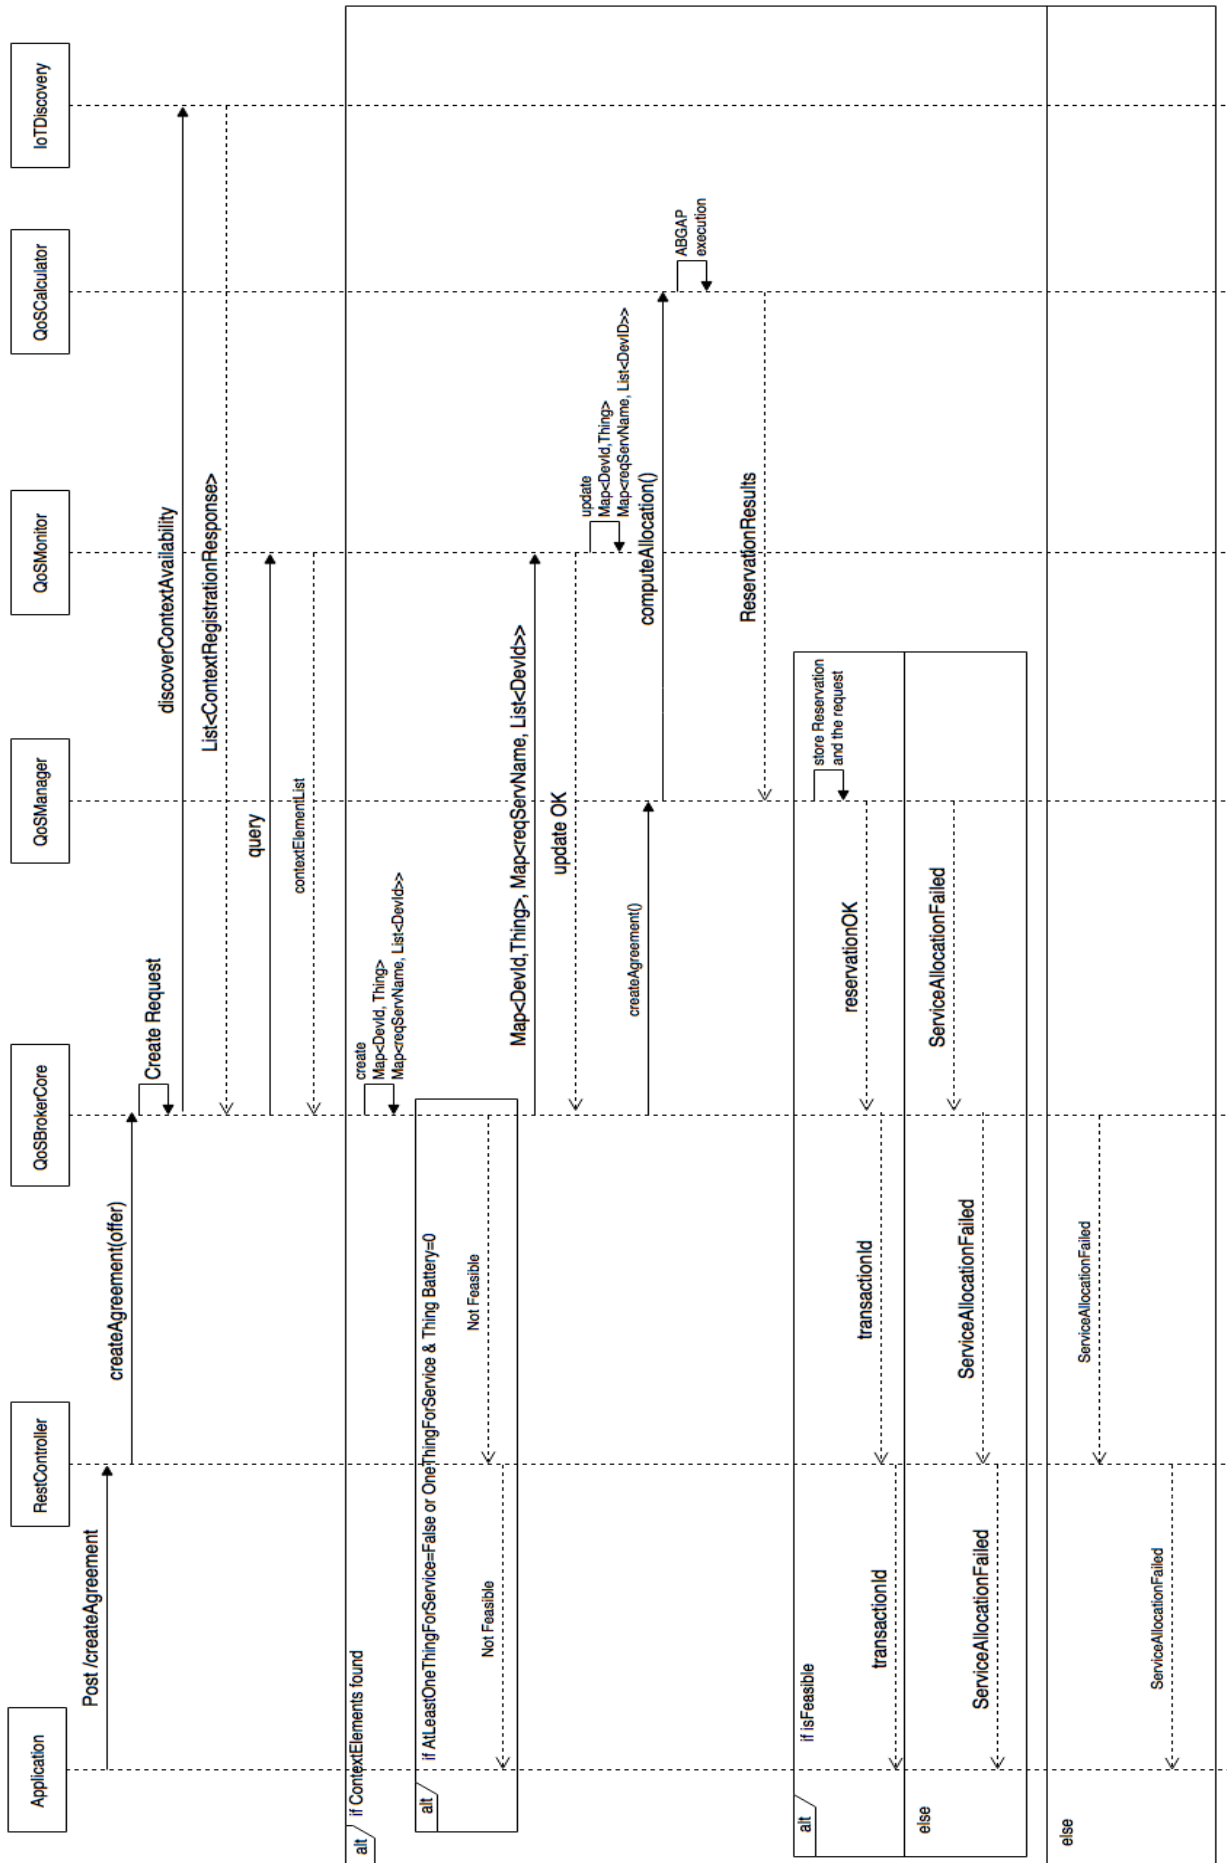 Application
RestController
QoSBrokerCore
QoSManager
QoSMonitor
QoSCalculator
IoTDiscovery
Post /createAgreement
createAgreement(offer)
Create Request
discoverContextAvailability
List<ContextRegistrationResponse>
query
contextElementList
alt
if ContextElements found
create
Map<DevId, Thing>
Map<reqServName, List<DevId>>
alt
if AtLeastOneThingForService=False or OneThingForService & Thing Battery=0
Not Feasible
Not Feasible
Map<DevId,Thing>, Map<reqServName, List<DevId>>
update OK
update
Map<DevId,Thing>
Map<reqServName, List<DevID>>
createAgreement()
computeAllocation()
ABGAP
execution
ReservationResults
alt
if isFeasible
store Reservation
and the request
reservationOK
transactionId
transactionId
else
ServiceAllocationFailed
ServiceAllocationFailed
ServiceAllocationFailed
else
ServiceAllocationFailed
ServiceAllocationFailed